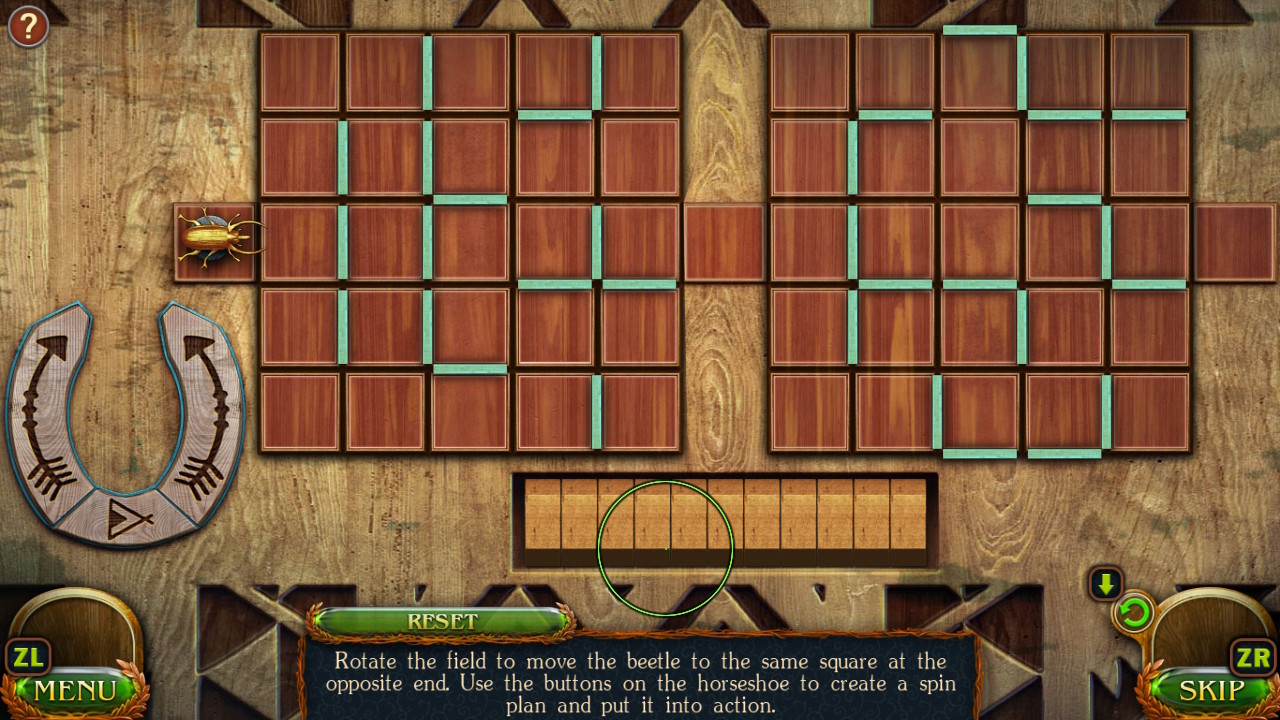 ?
RESET
Rotate the field to move the beetle to the same square at the
opposite end. Use the buttons on the horseshoe to create a spin
plan and put it into action.
ZL
MENU
ZR
SKIP